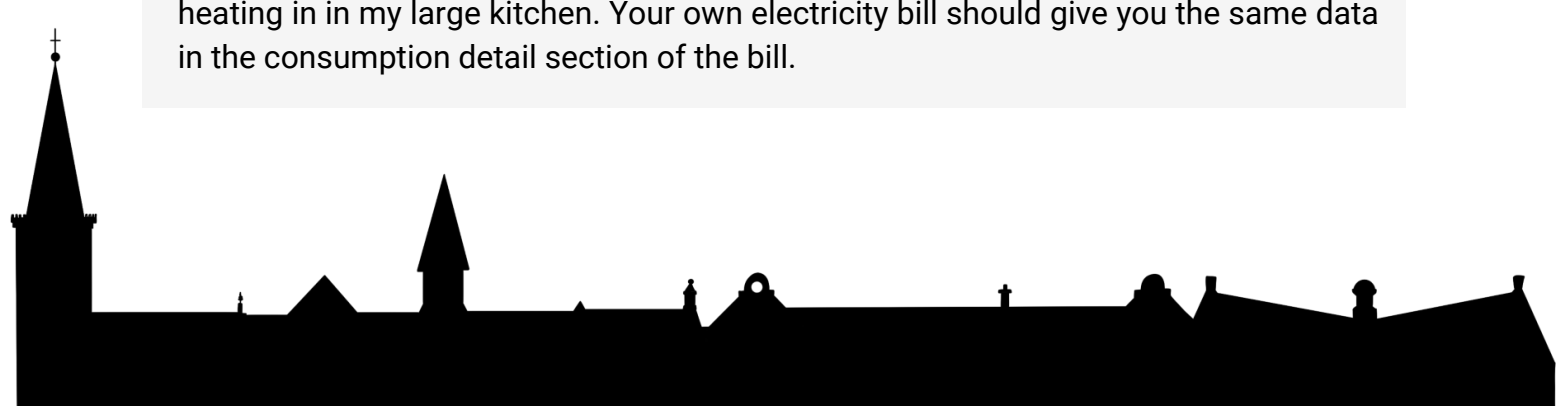 heating in in my large kitchen. Your own electricity bill should give you the same data
in the consumption detail section of the bill.